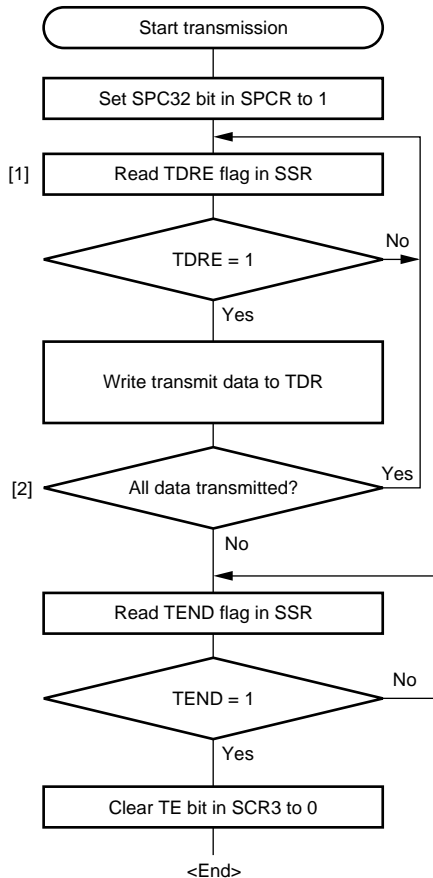 Start transmission
Set SPC32 bit in SPCR to 1
[1]
Read TDRE flag in SSR
No
TDRE = 1
Yes
Write transmit data to TDR
Yes
[2]
All data transmitted?
No
Read TEND flag in SSR
No
TEND = 1
Yes
Clear TE bit in SCR3 to 0
<End>